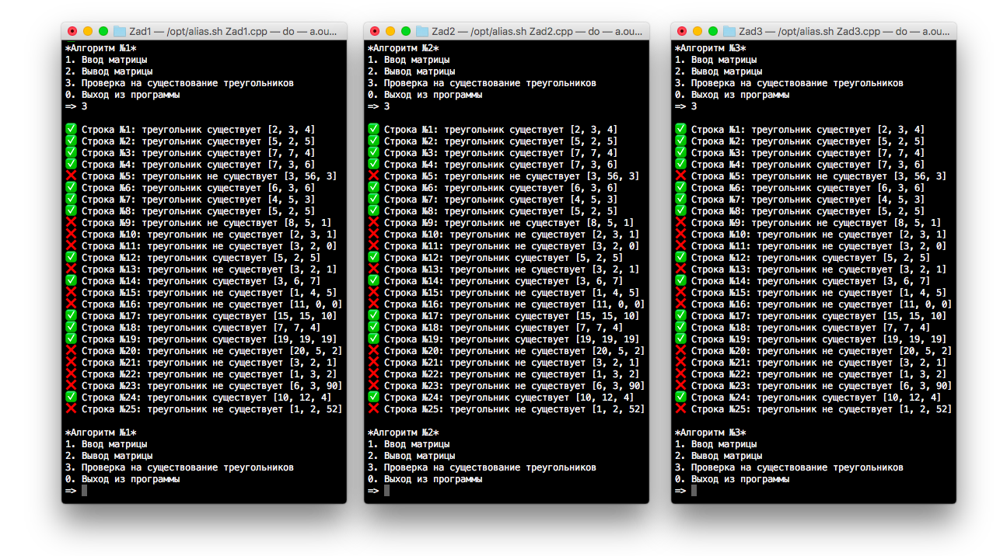 Zad1 — /opt/alias.sh Zad1.cpp — do — a.ou...
*Алгоритм №1*
1. Ввод матрицы
2. Вывод матрицы
3. Проверка на существование треугольников
0. Выход из программы
=> 3
✅ Строка №1: треугольник существует [2, 3, 4]
✅ Строка №2: треугольник существует [5, 2, 5]
✅ Строка №3: треугольник существует [7, 7, 4]
✅ Строка №4: треугольник существует [7, 3, 6]
❌ Строка №5: треугольник не существует [3, 56, 3]
✅ Строка №6: треугольник существует [6, 3, 6]
✅ Строка №7: треугольник существует [4, 5, 3]
✅ Строка №8: треугольник существует [5, 2, 5]
❌ Строка №9: треугольник не существует [8, 5, 1]
❌ Строка №10: треугольник не существует [2, 3, 1]
❌ Строка №11: треугольник не существует [3, 2, 0]
✅ Строка №12: треугольник существует [5, 2, 5]
❌ Строка №13: треугольник не существует [3, 2, 1]
✅ Строка №14: треугольник существует [3, 6, 7]
❌ Строка №15: треугольник не существует [1, 4, 5]
❌ Строка №16: треугольник не существует [11, 0, 0]
✅ Строка №17: треугольник существует [15, 15, 10]
✅ Строка №18: треугольник существует [7, 7, 4]
✅ Строка №19: треугольник существует [19, 19, 19]
❌ Строка №20: треугольник не существует [20, 5, 2]
❌ Строка №21: треугольник не существует [3, 2, 1]
❌ Строка №22: треугольник не существует [1, 3, 2]
❌ Строка №23: треугольник не существует [6, 3, 90]
✅ Строка №24: треугольник существует [10, 12, 4]
❌ Строка №25: треугольник не существует [1, 2, 52]
*Алгоритм №1*
1. Ввод матрицы
2. Вывод матрицы
3. Проверка на существование треугольников
0. Выход из программы
=>
Zad2 — /opt/alias.sh Zad2.cpp — do — a.ou...
*Алгоритм №2*
1. Ввод матрицы
2. Вывод матрицы
3. Проверка на существование треугольников
0. Выход из программы
=> 3
✅ Строка №1: треугольник существует [2, 3, 4]
✅ Строка №2: треугольник существует [5, 2, 5]
✅ Строка №3: треугольник существует [7, 7, 4]
✅ Строка №4: треугольник существует [7, 3, 6]
❌ Строка №5: треугольник не существует [3, 56, 3]
✅ Строка №6: треугольник существует [6, 3, 6]
✅ Строка №7: треугольник существует [4, 5, 3]
✅ Строка №8: треугольник существует [5, 2, 5]
❌ Строка №9: треугольник не существует [8, 5, 1]
❌ Строка №10: треугольник не существует [2, 3, 1]
❌ Строка №11: треугольник не существует [3, 2, 0]
✅ Строка №12: треугольник существует [5, 2, 5]
❌ Строка №13: треугольник не существует [3, 2, 1]
✅ Строка №14: треугольник существует [3, 6, 7]
❌ Строка №15: треугольник не существует [1, 4, 5]
❌ Строка №16: треугольник не существует [11, 0, 0]
✅ Строка №17: треугольник существует [15, 15, 10]
✅ Строка №18: треугольник существует [7, 7, 4]
✅ Строка №19: треугольник существует [19, 19, 19]
❌ Строка №20: треугольник не существует [20, 5, 2]
❌ Строка №21: треугольник не существует [3, 2, 1]
❌ Строка №22: треугольник не существует [1, 3, 2]
❌ Строка №23: треугольник не существует [6, 3, 90]
✅ Строка №24: треугольник существует [10, 12, 4]
❌ Строка №25: треугольник не существует [1, 2, 52]
*Алгоритм №2*
1. Ввод матрицы
2. Вывод матрицы
3. Проверка на существование треугольников
0. Выход из программы
=>
Zad3 — /opt/alias.sh Zad3.cpp — do — a.ou...
*Алгоритм №3*
1. Ввод матрицы
2. Вывод матрицы
3. Проверка на существование треугольников
0. Выход из программы
=> 3
✅ Строка №1: треугольник существует [2, 3, 4]
✅ Строка №2: треугольник существует [5, 2, 5]
✅ Строка №3: треугольник существует [7, 7, 4]
✅ Строка №4: треугольник существует [7, 3, 6]
❌ Строка №5: треугольник не существует [3, 56, 3]
✅ Строка №6: треугольник существует [6, 3, 6]
✅ Строка №7: треугольник существует [4, 5, 3]
✅ Строка №8: треугольник существует [5, 2, 5]
❌ Строка №9: треугольник не существует [8, 5, 1]
❌ Строка №10: треугольник не существует [2, 3, 1]
❌ Строка №11: треугольник не существует [3, 2, 0]
✅ Строка №12: треугольник существует [5, 2, 5]
❌ Строка №13: треугольник не существует [3, 2, 1]
✅ Строка №14: треугольник существует [3, 6, 7]
❌ Строка №15: треугольник не существует [1, 4, 5]
❌ Строка №16: треугольник не существует [11, 0, 0]
✅ Строка №17: треугольник существует [15, 15, 10]
✅ Строка №18: треугольник существует [7, 7, 4]
✅ Строка №19: треугольник существует [19, 19, 19]
❌ Строка №20: треугольник не существует [20, 5, 2]
❌ Строка №21: треугольник не существует [3, 2, 1]
❌ Строка №22: треугольник не существует [1, 3, 2]
❌ Строка №23: треугольник не существует [6, 3, 90]
✅ Строка №24: треугольник существует [10, 12, 4]
❌ Строка №25: треугольник не существует [1, 2, 52]
*Алгоритм №3*
1. Ввод матрицы
2. Вывод матрицы
3. Проверка на существование треугольников
0. Выход из программы
=>